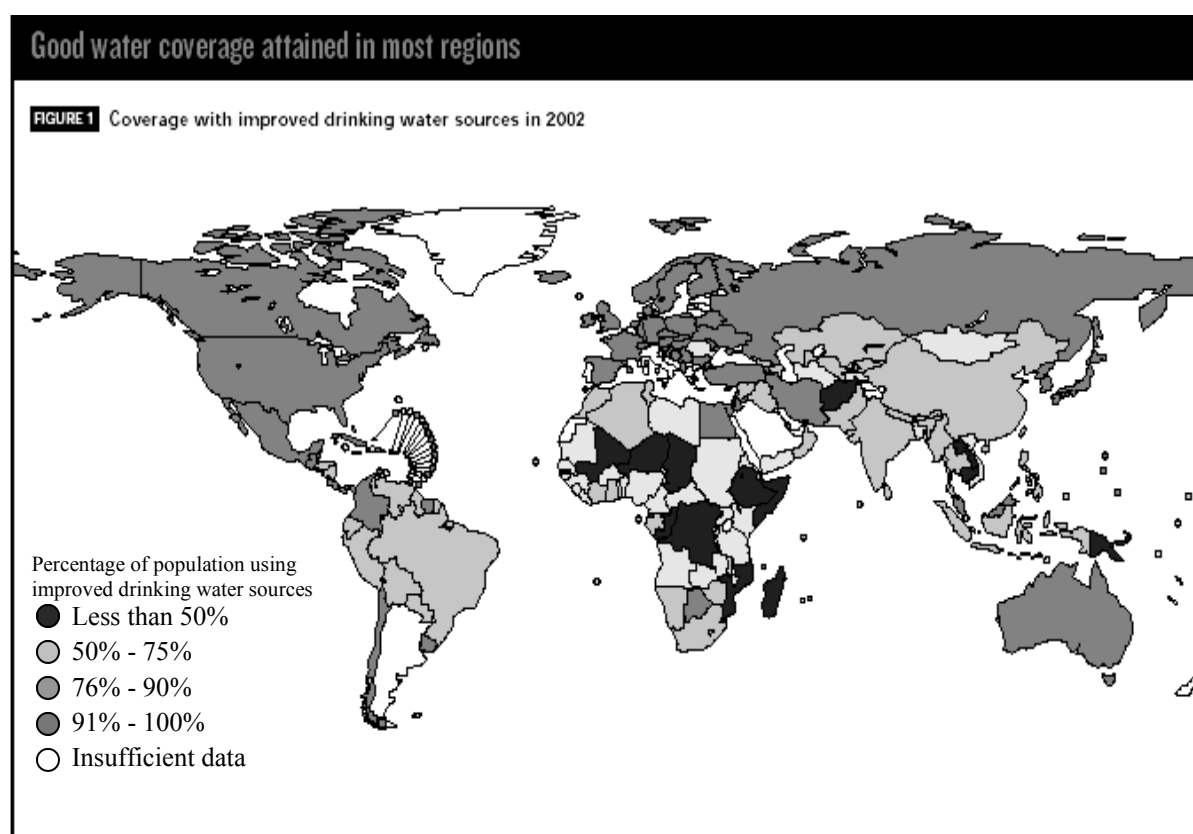 Good water coverage attained in most regions
FIGURE 1 Coverage with improved drinking water sources in 2002
Percentage of population using
improved drinking water sources
Less than 50%
50% - 75%
76% - 90%
91% - 100%
Insufficient data